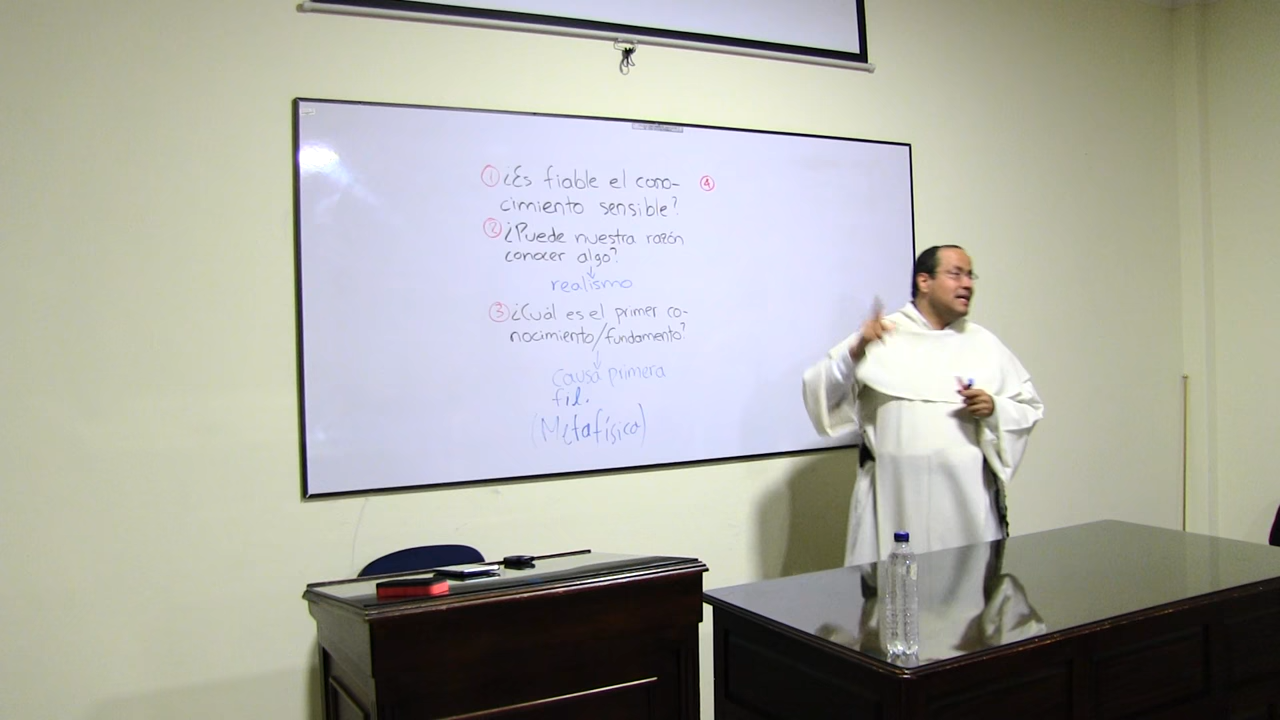 ① ¿Es fiable el cono-
cimiento sensible?
② ¿Puede nuestra razón
conocer algo?
↓
realismo
③ ¿Cuál es el primer co-
nocimiento/fundamento?
↓
causa primera
fil.
(Metafísica)
④